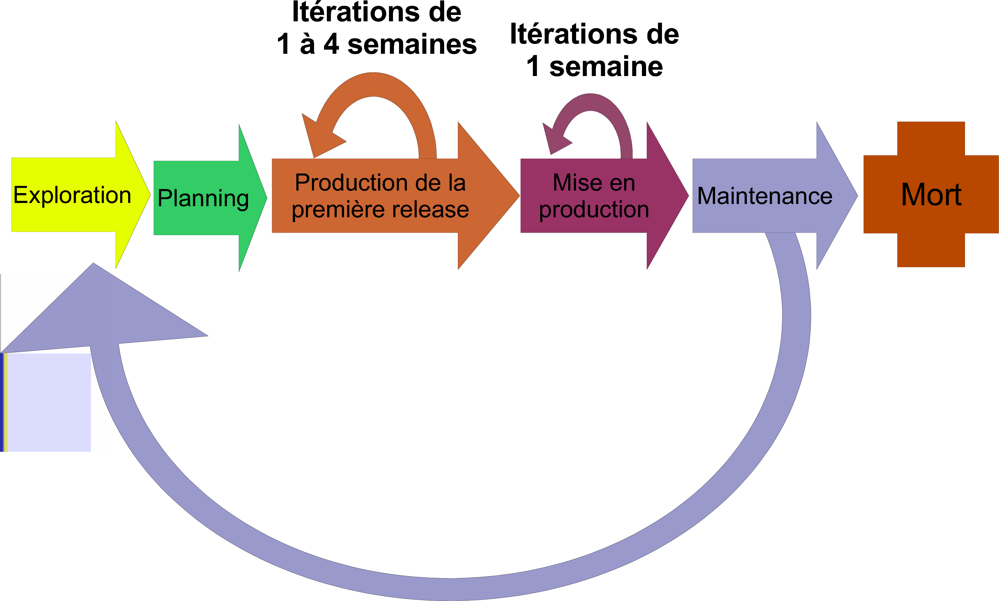 Itérations de
1 à 4 semaines
Itérations de
1 semaine
Exploration
Planning
Production de la
première release
Mise en
production
Maintenance
Mort